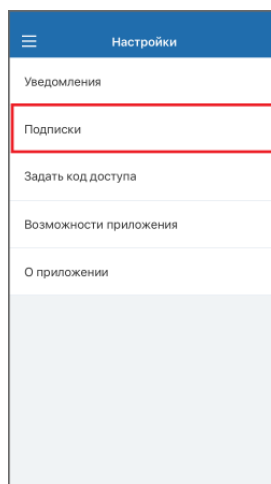 Настройки
Уведомления
Подписки
Задать код доступа
Возможности приложения
О приложении